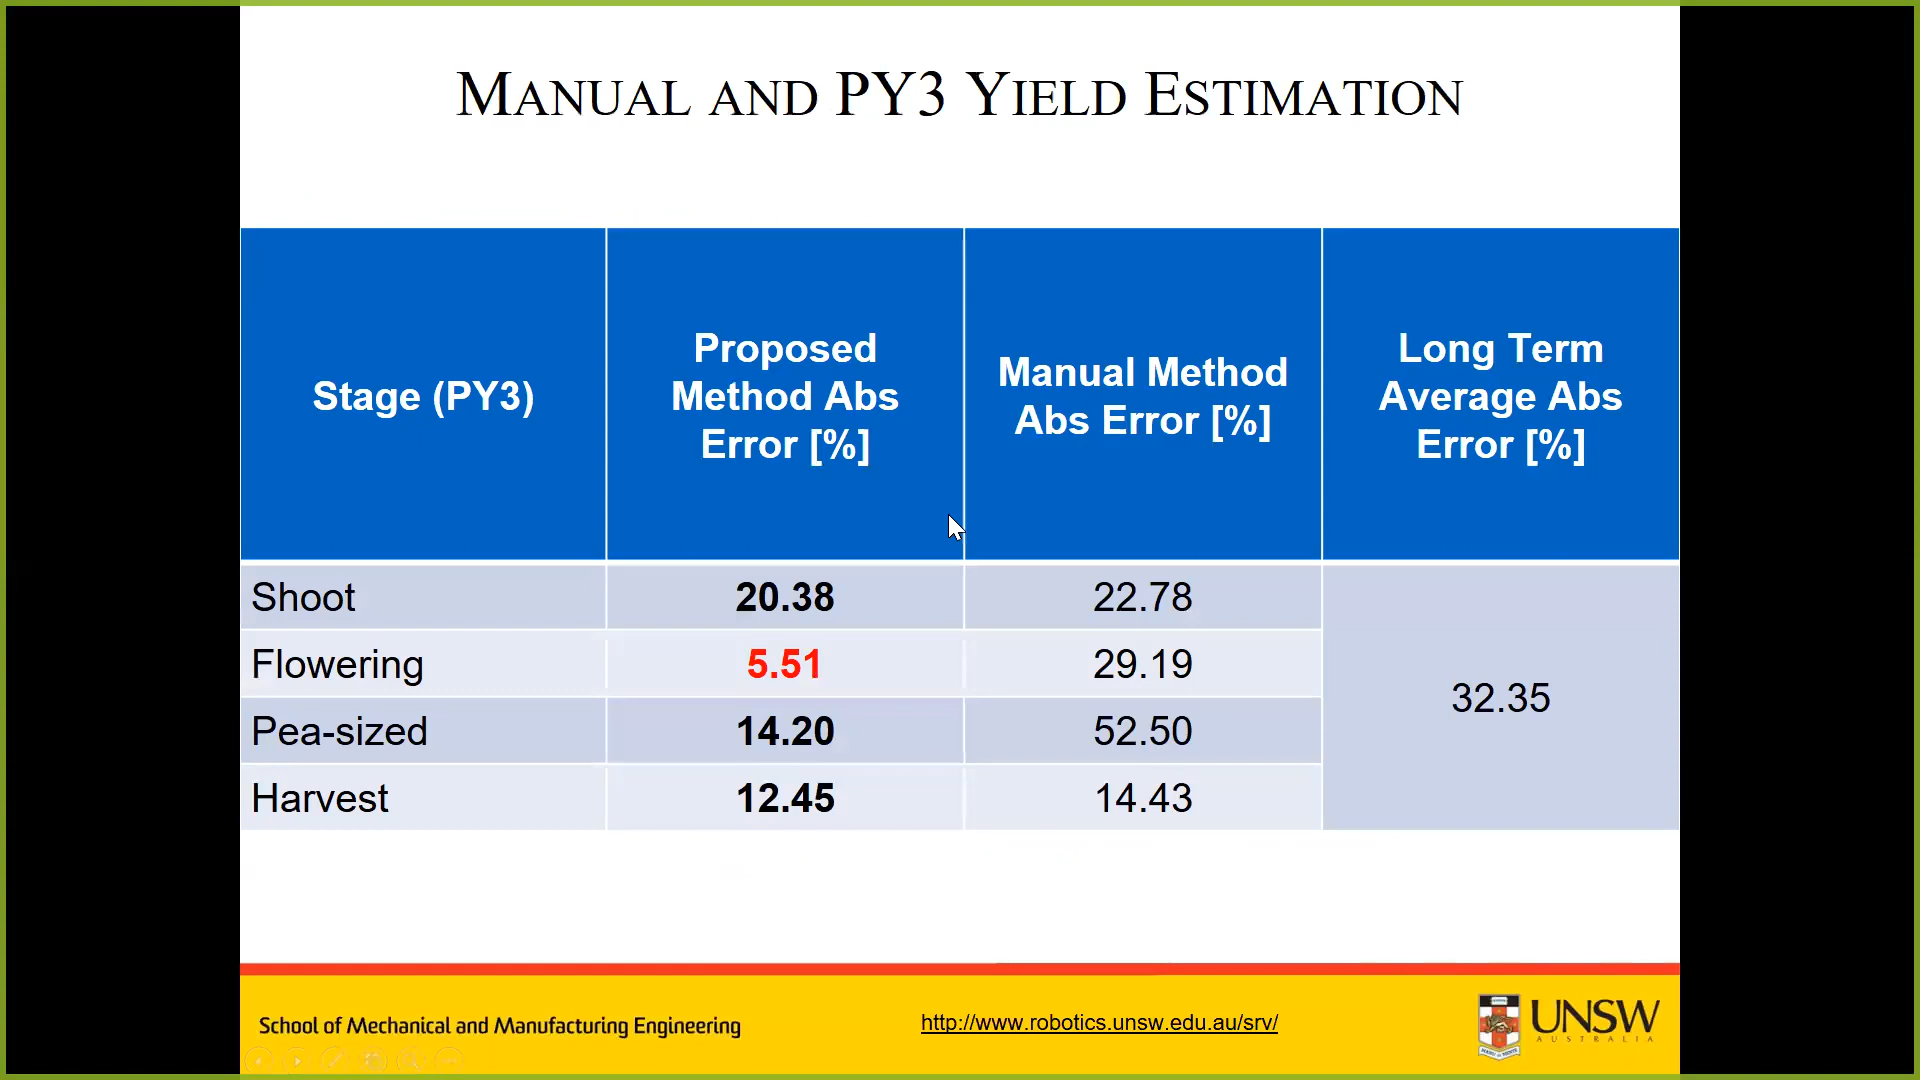 MANUAL AND PY3 YIELD ESTIMATION
Stage (PY3)
Proposed
Method Abs
Error [%]
Manual Method
Abs Error [%]
Long Term
Average Abs
Error [%]
Shoot 20.38 22.78
Flowering 5.51 29.19
32.35
Pea-sized 14.20 52.50
Harvest 12.45 14.43
School of Mechanical and Manufacturing Engineering
http://www.robotics.unsw.edu.au/srv/
UNSW
AUSTRALIA